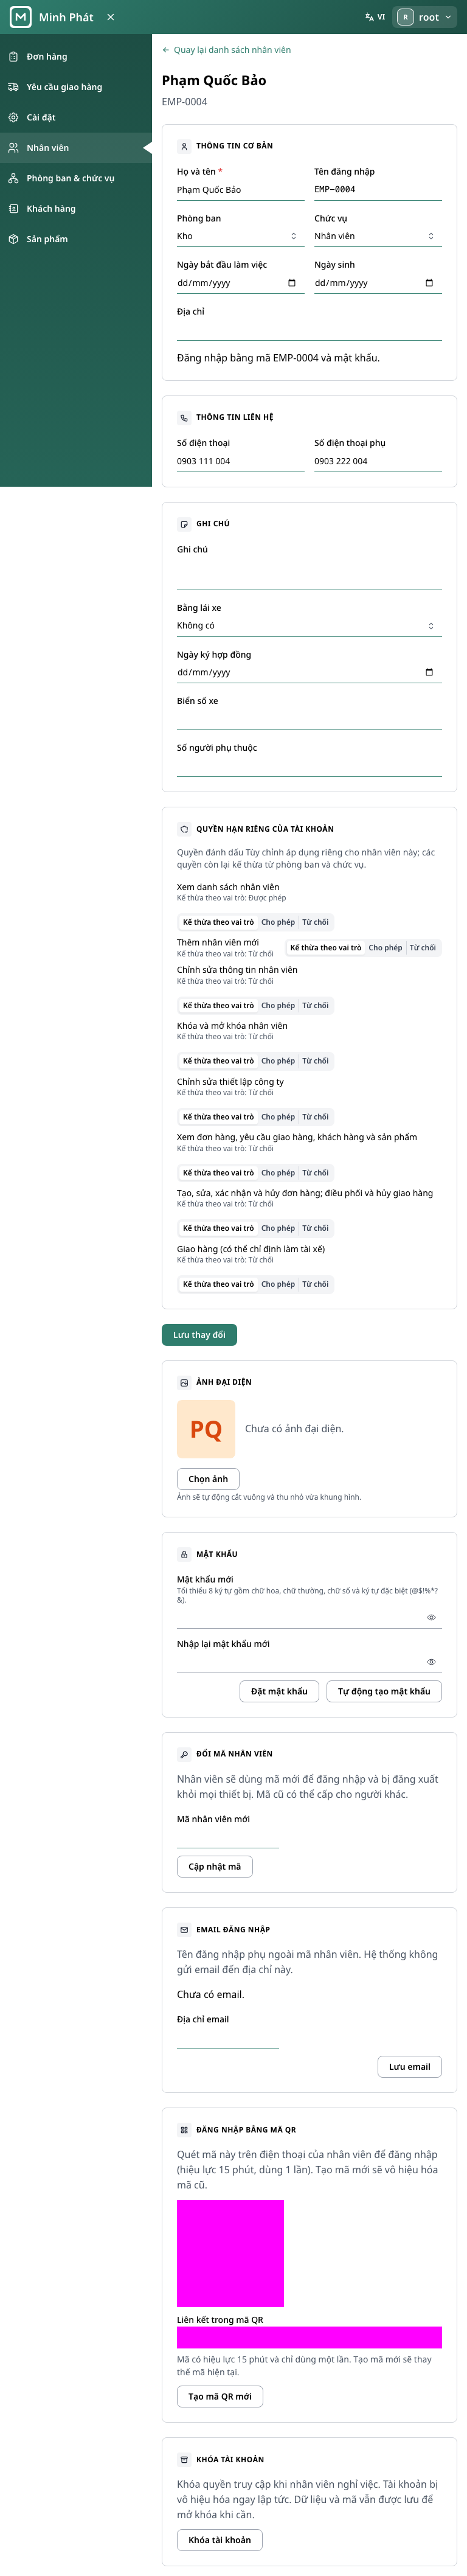 Minh Phát
VI
R
root
Đơn hàng
Yêu cầu giao hàng
Cài đặt
Nhân viên
Phòng ban & chức vụ
Khách hàng
Sản phẩm
Quay lại danh sách nhân viên
Phạm Quốc Bảo
EMP-0004
THÔNG TIN CƠ BẢN
Họ và tên *
Tên đăng nhập
Phạm Quốc Bảo
EMP-0004
Phòng ban
Chức vụ
Kho
Nhân viên
Ngày bắt đầu làm việc
Ngày sinh
dd/mm/yyyy
dd/mm/yyyy
Địa chỉ
Đăng nhập bằng mã EMP-0004 và mật khẩu.
THÔNG TIN LIÊN HỆ
Số điện thoại
Số điện thoại phụ
0903 111 004
0903 222 004
GHI CHÚ
Ghi chú
Bằng lái xe
Không có
Ngày ký hợp đồng
dd/mm/yyyy
Biển số xe
Số người phụ thuộc
QUYỀN HẠN RIÊNG CỦA TÀI KHOẢN
Quyền đánh dấu Tùy chỉnh áp dụng riêng cho nhân viên này; các
quyền còn lại kế thừa từ phòng ban và chức vụ.
Xem danh sách nhân viên
Kế thừa theo vai trò: Được phép
Kế thừa theo vai trò Cho phép Từ chối
Thêm nhân viên mới
Kế thừa theo vai trò: Từ chối
Kế thừa theo vai trò Cho phép Từ chối
Chỉnh sửa thông tin nhân viên
Kế thừa theo vai trò: Từ chối
Kế thừa theo vai trò Cho phép Từ chối
Khóa và mở khóa nhân viên
Kế thừa theo vai trò: Từ chối
Kế thừa theo vai trò Cho phép Từ chối
Chỉnh sửa thiết lập công ty
Kế thừa theo vai trò: Từ chối
Kế thừa theo vai trò Cho phép Từ chối
Xem đơn hàng, yêu cầu giao hàng, khách hàng và sản phẩm
Kế thừa theo vai trò: Từ chối
Kế thừa theo vai trò Cho phép Từ chối
Tạo, sửa, xác nhận và hủy đơn hàng; điều phối và hủy giao hàng
Kế thừa theo vai trò: Từ chối
Kế thừa theo vai trò Cho phép Từ chối
Giao hàng (có thể chỉ định làm tài xế)
Kế thừa theo vai trò: Từ chối
Kế thừa theo vai trò Cho phép Từ chối
Lưu thay đổi
ẢNH ĐẠI DIỆN
PQ
Chưa có ảnh đại diện.
Chọn ảnh
Ảnh sẽ tự động cắt vuông và thu nhỏ vừa khung hình.
MẬT KHẨU
Mật khẩu mới
Tối thiểu 8 ký tự gồm chữ hoa, chữ thường, chữ số và ký tự đặc biệt (@$!%*?
&).
Nhập lại mật khẩu mới
Đặt mật khẩu
Tự động tạo mật khẩu
ĐỔI MÃ NHÂN VIÊN
Nhân viên sẽ dùng mã mới để đăng nhập và bị đăng xuất
khỏi mọi thiết bị. Mã cũ có thể cấp cho người khác.
Mã nhân viên mới
Cập nhật mã
EMAIL ĐĂNG NHẬP
Tên đăng nhập phụ ngoài mã nhân viên. Hệ thống không
gửi email đến địa chỉ này.
Chưa có email.
Địa chỉ email
Lưu email
ĐĂNG NHẬP BẰNG MÃ QR
Quét mã này trên điện thoại của nhân viên để đăng nhập
(hiệu lực 15 phút, dùng 1 lần). Tạo mã mới sẽ vô hiệu hóa
mã cũ.
Liên kết trong mã QR
Mã có hiệu lực 15 phút và chỉ dùng một lần. Tạo mã mới sẽ thay
thế mã hiện tại.
Tạo mã QR mới
KHÓA TÀI KHOẢN
Khóa quyền truy cập khi nhân viên nghỉ việc. Tài khoản bị
vô hiệu hóa ngay lập tức. Dữ liệu và mã vẫn được lưu để
mở khóa khi cần.
Khóa tài khoản